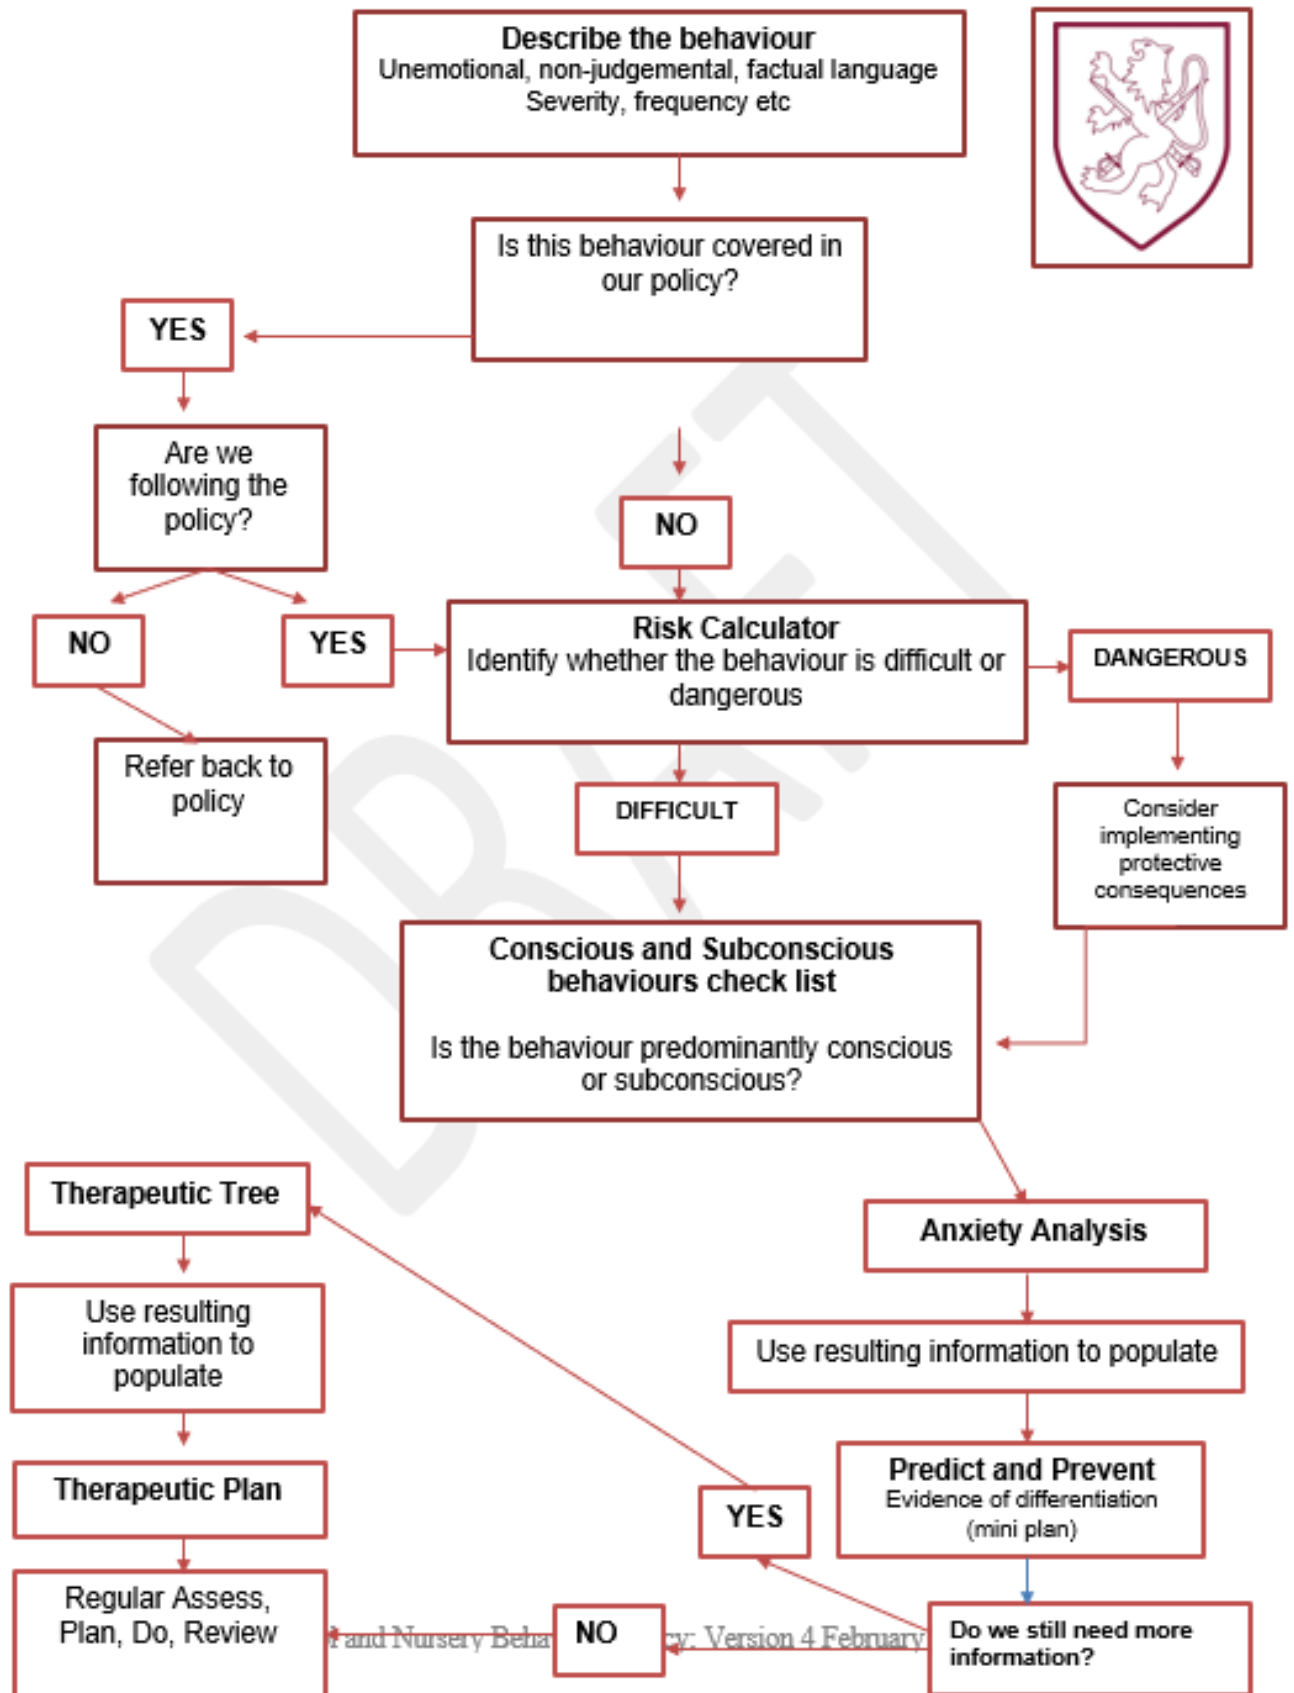 Describe the behaviour
Unemotional, non-judgemental, factual language
Severity, frequency etc
Is this behaviour covered in
our policy?
YES
Are we
following the
policy?
NO
NO
YES
Risk Calculator
Identify whether the behaviour is difficult or
dangerous
DANGEROUS
Refer back to
policy
DIFFICULT
Consider
implementing
protective
consequences
Conscious and Subconscious
behaviours check list
Is the behaviour predominantly conscious
or subconscious?
Therapeutic Tree
Anxiety Analysis
Use resulting
information to
populate
Use resulting information to populate
Therapeutic Plan
Predict and Prevent
Evidence of differentiation
(mini plan)
YES
Regular Assess,
Plan, Do, Review
NO
Do we still need more
information?
and Nursery Beha
Version 4 February
DRAFT